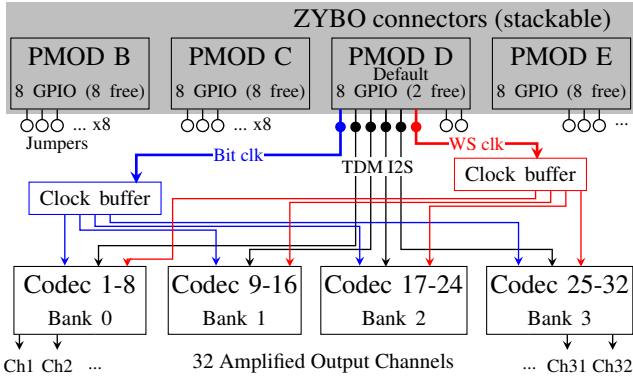 ZYBO connectors (stackable)
PMOD B PMOD C PMOD D PMOD E
Default
8 GPIO (8 free) 8 GPIO (8 free) 8 GPIO (2 free) 8 GPIO (8 free)
... x8 ... x8 ...
Jumpers
Bit clk TDM I2S WS clk
Clock buffer Clock buffer
Codec 1-8 Codec 9-16 Codec 17-24 Codec 25-32
Bank 0 Bank 1 Bank 2 Bank 3
Ch1 Ch2 ... 32 Amplified Output Channels ... Ch31 Ch32